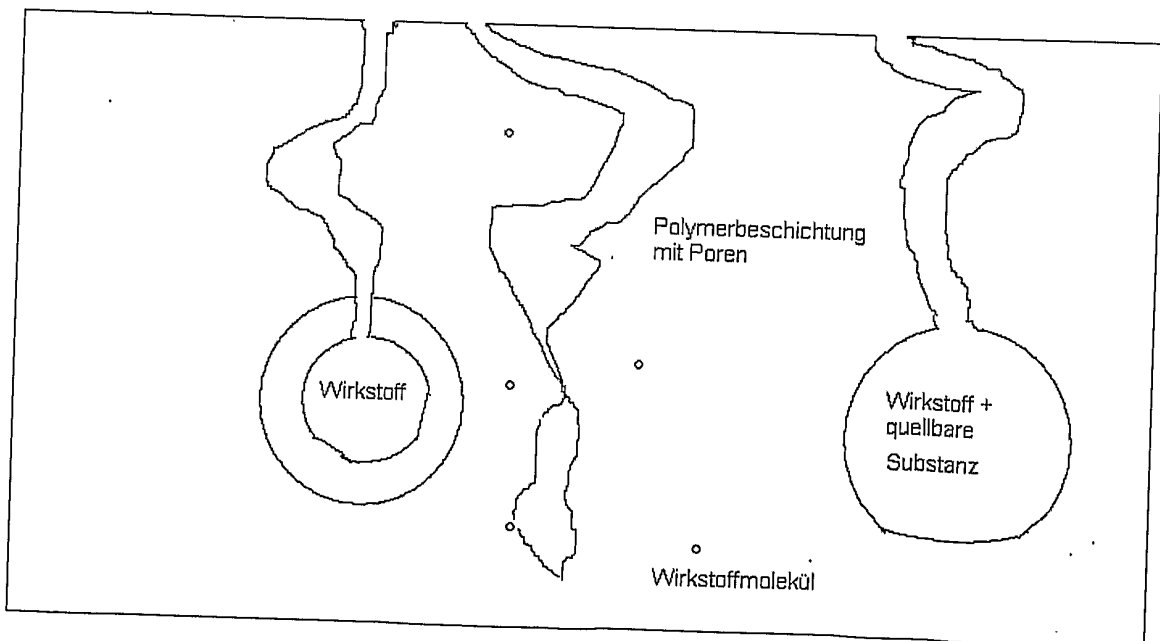 Polymerbeschichtung
mit Poren
Wirkstoff
Wirkstoff +
quellbare
Substanz
Wirkstoffmolekül